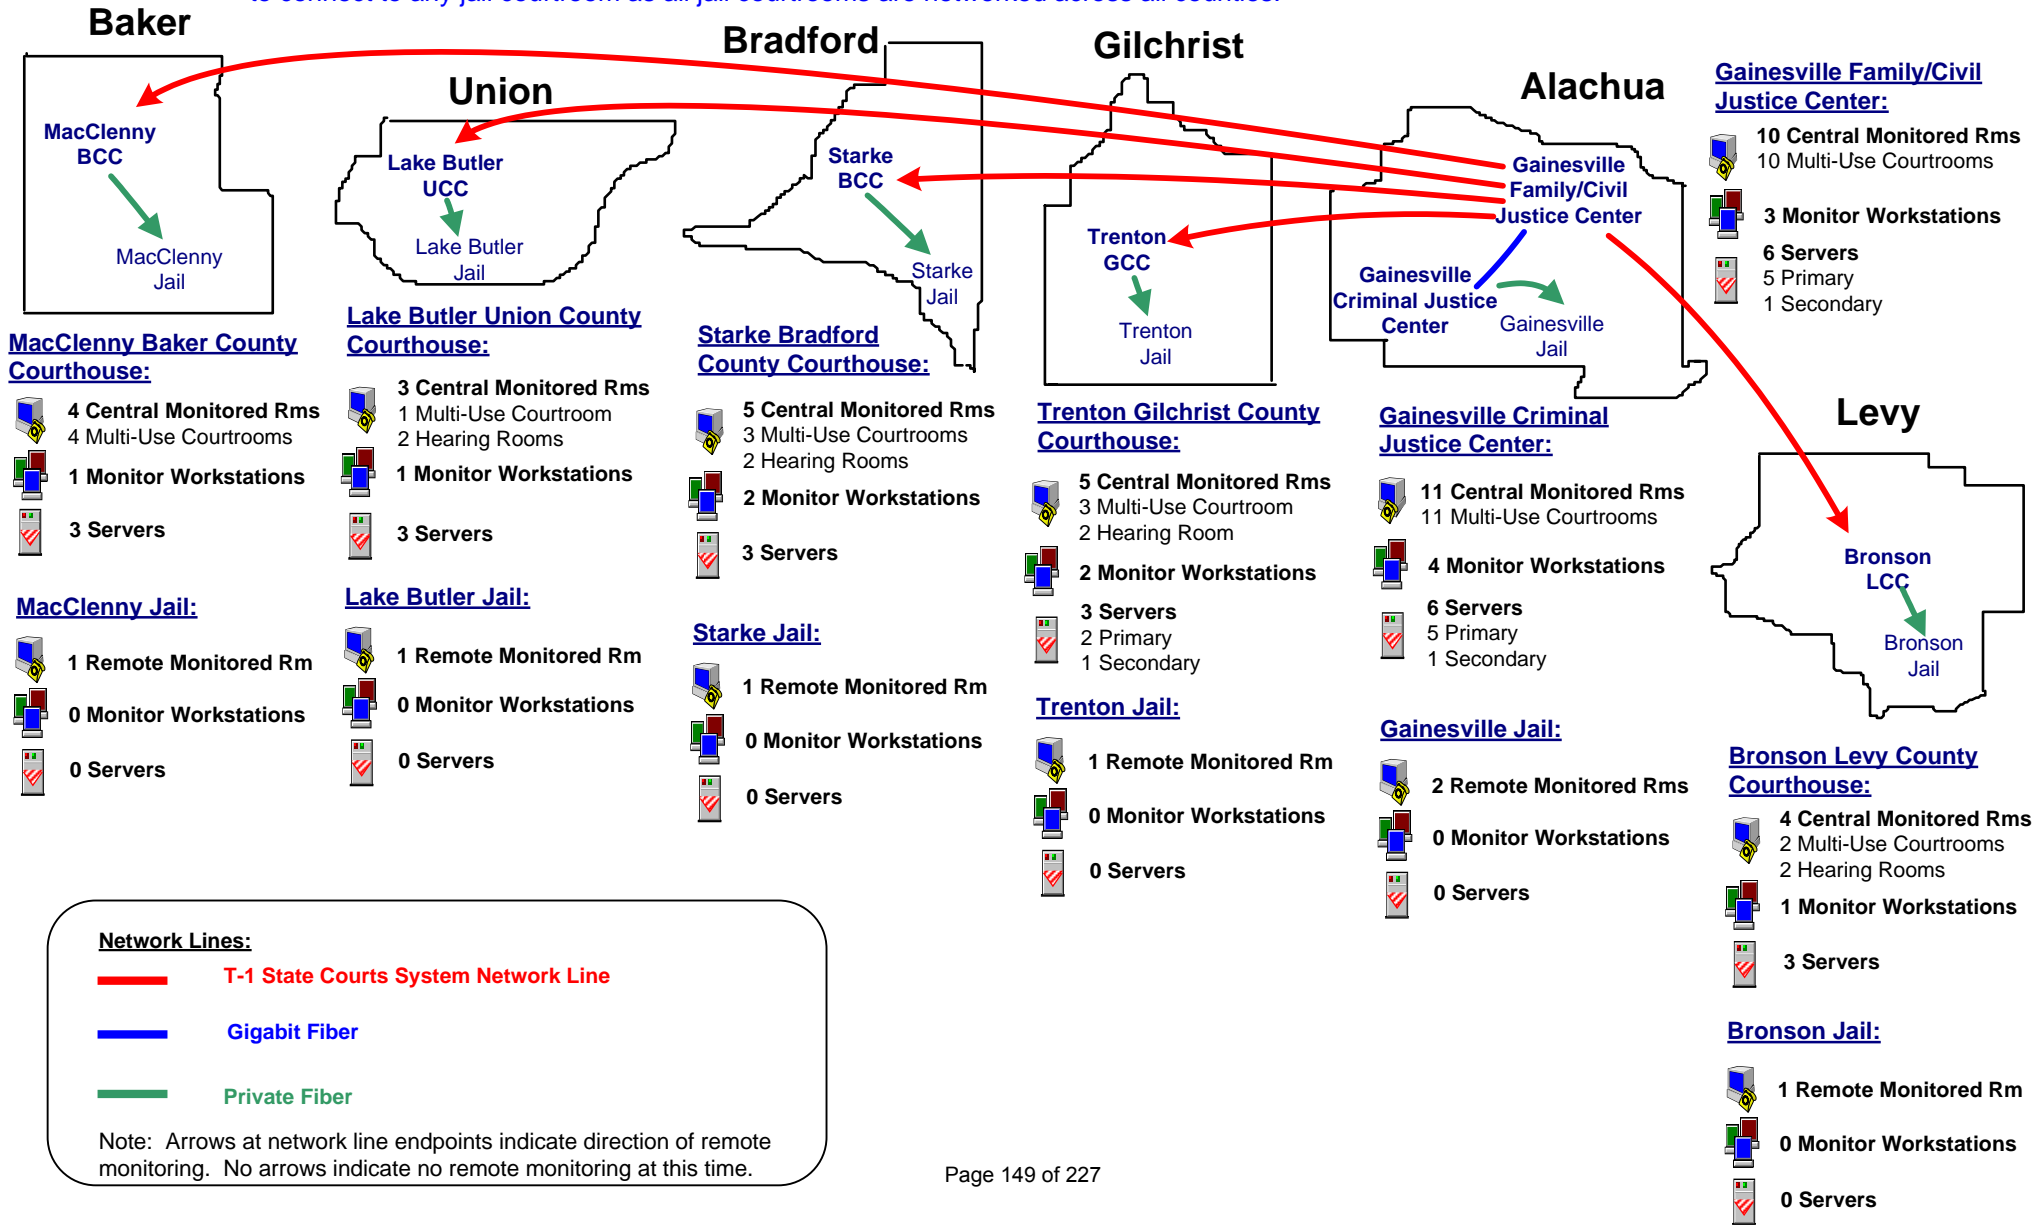 to connect to any jail courtroom as all jail courtrooms are networked across all counties.
Baker
Union
Bradford
Gilchrist
Alachua
Levy
MacClenny
BCC
MacClenny
Jail
Lake Butler
UCC
Lake Butler
Jail
Starke
BCC
Starke
Jail
Trenton
GCC
Trenton
Jail
Gainesville
Family/Civil
Justice Center
Gainesville
Criminal Justice
Center
Gainesville
Jail
Bronson
LCC
Bronson
Jail
MacClenny Baker County
Courthouse:
4 Central Monitored Rms
4 Multi-Use Courtrooms
1 Monitor Workstations
3 Servers
MacClenny Jail:
1 Remote Monitored Rm
0 Monitor Workstations
0 Servers
Lake Butler Union County
Courthouse:
3 Central Monitored Rms
1 Multi-Use Courtroom
2 Hearing Rooms
1 Monitor Workstations
3 Servers
Lake Butler Jail:
1 Remote Monitored Rm
0 Monitor Workstations
0 Servers
Starke Bradford
County Courthouse:
5 Central Monitored Rms
3 Multi-Use Courtrooms
2 Hearing Rooms
2 Monitor Workstations
3 Servers
Starke Jail:
1 Remote Monitored Rm
0 Monitor Workstations
0 Servers
Trenton Gilchrist County
Courthouse:
5 Central Monitored Rms
3 Multi-Use Courtroom
2 Hearing Room
2 Monitor Workstations
3 Servers
2 Primary
1 Secondary
Trenton Jail:
1 Remote Monitored Rm
0 Monitor Workstations
0 Servers
Gainesville Criminal
Justice Center:
11 Central Monitored Rms
11 Multi-Use Courtrooms
4 Monitor Workstations
6 Servers
5 Primary
1 Secondary
Gainesville Jail:
2 Remote Monitored Rms
0 Monitor Workstations
0 Servers
Gainesville Family/Civil
Justice Center:
10 Central Monitored Rms
10 Multi-Use Courtrooms
3 Monitor Workstations
6 Servers
5 Primary
1 Secondary
Bronson Levy County
Courthouse:
4 Central Monitored Rms
2 Multi-Use Courtrooms
2 Hearing Rooms
1 Monitor Workstations
3 Servers
Bronson Jail:
1 Remote Monitored Rm
0 Monitor Workstations
0 Servers
Network Lines:
T-1 State Courts System Network Line
Gigabit Fiber
Private Fiber
Note: Arrows at network line endpoints indicate direction of remote
monitoring. No arrows indicate no remote monitoring at this time.
Page 149 of 227